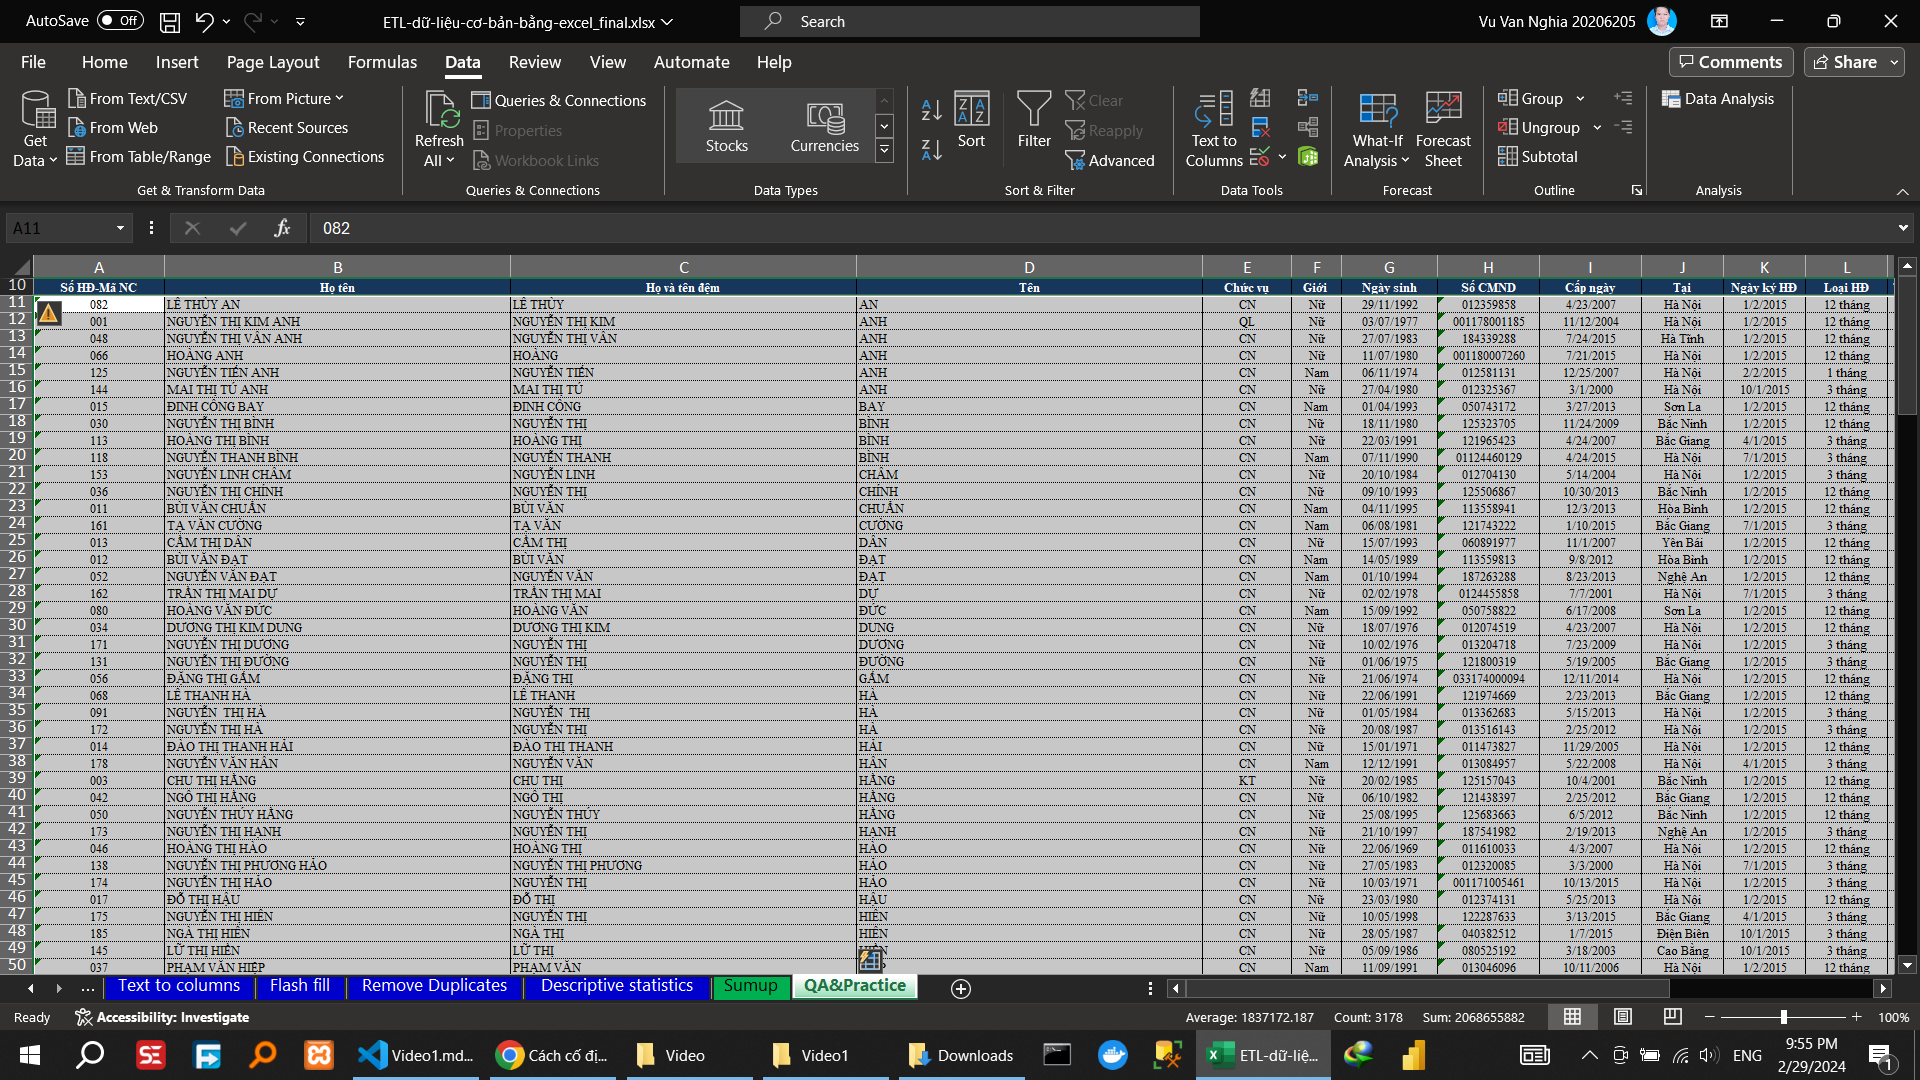 AutoSave Off ETL-dữ-liệu-cơ-bản-bằng-excel_final.xlsx Search Vu Van Nghia 20206205
File Home Insert Page Layout Formulas Data Review View Automate Help Comments Share
Get Data From Text/CSV From Web From Table/Range From Picture Recent Sources Existing Connections
Refresh All Queries & Connections Properties Workbook Links
Stocks Currencies
Sort Filter Clear Reapply Advanced
Text to Columns
What-If Analysis Forecast Sheet
Group Ungroup Subtotal
Data Analysis
Get & Transform Data Queries & Connections Data Types Sort & Filter Data Tools Forecast Outline Analysis
A11 fx 082
A B C D E F G H I J K L
10 Số HĐ-Mã NC Họ tên Họ và tên đệm Tên Chức vụ Giới Ngày sinh Số CMND Cấp ngày Tại Ngày ký HĐ Loại HĐ
11 082 LÊ THÙY AN LÊ THÙY AN CN Nữ 29/11/1992 012359858 4/23/2007 Hà Nội 1/2/2015 12 tháng
12 001 NGUYỄN THỊ KIM ANH NGUYỄN THỊ KIM ANH QL Nữ 03/07/1977 001178001185 11/12/2004 Hà Nội 1/2/2015 12 tháng
13 048 NGUYỄN THỊ VÂN ANH NGUYỄN THỊ VÂN ANH CN Nữ 27/07/1983 184339288 7/24/2015 Hà Tĩnh 1/2/2015 12 tháng
14 066 HOÀNG ANH HOÀNG ANH CN Nữ 11/07/1980 001180007260 7/21/2015 Hà Nội 1/2/2015 12 tháng
15 125 NGUYỄN TIẾN ANH NGUYỄN TIẾN ANH CN Nam 06/11/1974 012581131 12/25/2007 Hà Nội 2/2/2015 1 tháng
16 144 MAI THỊ TÚ ANH MAI THỊ TÚ ANH CN Nữ 27/04/1980 012325367 3/1/2000 Hà Nội 10/1/2015 3 tháng
17 015 ĐINH CÔNG BAY ĐINH CÔNG BAY CN Nam 01/04/1993 050743172 3/27/2013 Sơn La 1/2/2015 12 tháng
18 030 NGUYỄN THỊ BÌNH NGUYỄN THỊ BÌNH CN Nữ 18/11/1980 125323705 11/24/2009 Bắc Ninh 1/2/2015 12 tháng
19 113 HOÀNG THỊ BÌNH HOÀNG THỊ BÌNH CN Nữ 22/03/1991 121965423 4/24/2007 Bắc Giang 4/1/2015 3 tháng
20 118 NGUYỄN THANH BÌNH NGUYỄN THANH BÌNH CN Nam 07/11/1990 01124460129 4/24/2015 Hà Nội 7/1/2015 3 tháng
21 153 NGUYỄN LINH CHÂM NGUYỄN LINH CHÂM CN Nữ 20/10/1984 012704130 5/14/2004 Hà Nội 1/2/2015 3 tháng
22 036 NGUYỄN THỊ CHÍNH NGUYỄN THỊ CHÍNH CN Nữ 09/10/1993 125506867 10/30/2013 Bắc Ninh 1/2/2015 12 tháng
23 011 BÙI VĂN CHUẨN BÙI VĂN CHUẨN CN Nam 04/11/1995 113558941 12/3/2013 Hòa Bình 1/2/2015 12 tháng
24 161 TẠ VĂN CƯỜNG TẠ VĂN CƯỜNG CN Nam 06/08/1981 121743222 1/10/2015 Bắc Giang 7/1/2015 3 tháng
25 013 CẦM THỊ DÂN CẦM THỊ DÂN CN Nữ 15/07/1993 060891977 11/1/2007 Yên Bái 1/2/2015 12 tháng
26 012 BÙI VĂN ĐẠT BÙI VĂN ĐẠT CN Nam 14/05/1989 113559813 9/8/2012 Hòa Bình 1/2/2015 12 tháng
27 052 NGUYỄN VĂN ĐẠT NGUYỄN VĂN ĐẠT CN Nam 01/10/1994 187263288 8/23/2013 Nghệ An 1/2/2015 12 tháng
28 162 TRẦN THỊ MAI DỰ TRẦN THỊ MAI DỰ CN Nữ 02/02/1978 0124455858 7/7/2001 Hà Nội 7/1/2015 3 tháng
29 080 HOÀNG VĂN ĐỨC HOÀNG VĂN ĐỨC CN Nam 15/09/1992 050758822 6/17/2008 Sơn La 1/2/2015 12 tháng
30 034 DƯƠNG THỊ KIM DUNG DƯƠNG THỊ KIM DUNG CN Nữ 18/07/1976 012074519 4/23/2007 Hà Nội 1/2/2015 12 tháng
31 171 NGUYỄN THỊ DƯƠNG NGUYỄN THỊ DƯƠNG CN Nữ 10/02/1976 013204718 7/23/2009 Hà Nội 1/2/2015 3 tháng
32 131 NGUYỄN THỊ ĐƯỜNG NGUYỄN THỊ ĐƯỜNG CN Nữ 01/06/1975 121800319 5/19/2005 Bắc Giang 1/2/2015 3 tháng
33 056 ĐẶNG THỊ GẤM ĐẶNG THỊ GẤM CN Nữ 21/06/1974 033174000094 12/11/2014 Hà Nội 1/2/2015 12 tháng
34 068 LÊ THANH HÀ LÊ THANH HÀ CN Nữ 22/06/1991 121974669 2/23/2013 Bắc Giang 1/2/2015 12 tháng
35 091 NGUYỄN  THỊ HÀ NGUYỄN  THỊ HÀ CN Nữ 01/05/1984 013362683 5/15/2013 Hà Nội 1/2/2015 3 tháng
36 172 NGUYỄN THỊ HÀ NGUYỄN THỊ HÀ CN Nữ 20/08/1987 013516143 2/25/2012 Hà Nội 1/2/2015 3 tháng
37 014 ĐÀO THỊ THANH HẢI ĐÀO THỊ THANH HẢI CN Nữ 15/01/1971 011473827 11/29/2005 Hà Nội 1/2/2015 12 tháng
38 178 NGUYỄN VĂN HÂN NGUYỄN VĂN HÂN CN Nam 12/12/1991 013084957 5/22/2008 Hà Nội 4/1/2015 3 tháng
39 003 CHU THỊ HẰNG CHU THỊ HẰNG KT Nữ 20/02/1985 125157043 10/4/2001 Bắc Ninh 1/2/2015 12 tháng
40 042 NGÔ THỊ HẰNG NGÔ THỊ HẰNG CN Nữ 06/10/1982 121438397 2/25/2012 Bắc Giang 1/2/2015 12 tháng
41 050 NGUYỄN THÚY HẰNG NGUYỄN THÚY HẰNG CN Nữ 25/08/1995 125683663 6/5/2012 Bắc Ninh 1/2/2015 12 tháng
42 173 NGUYỄN THỊ HẠNH NGUYỄN THỊ HẠNH CN Nữ 21/10/1997 187541982 2/19/2013 Nghệ An 1/2/2015 3 tháng
43 046 HOÀNG THỊ HÀO HOÀNG THỊ HÀO CN Nữ 22/06/1969 011610033 4/3/2007 Hà Nội 1/2/2015 12 tháng
44 138 NGUYỄN THỊ PHƯƠNG HẢO NGUYỄN THỊ PHƯƠNG HẢO CN Nữ 27/05/1983 012320085 3/3/2000 Hà Nội 7/1/2015 3 tháng
45 174 NGUYỄN THỊ HẢO NGUYỄN THỊ HẢO CN Nữ 10/03/1971 001171005461 10/13/2015 Hà Nội 1/2/2015 3 tháng
46 017 ĐỖ THỊ HẬU ĐỖ THỊ HẬU CN Nữ 23/03/1980 012374131 5/25/2013 Hà Nội 1/2/2015 12 tháng
47 175 NGUYỄN THỊ HIÊN NGUYỄN THỊ HIÊN CN Nữ 10/05/1998 122287633 3/13/2015 Bắc Giang 4/1/2015 3 tháng
48 185 NGÀ THỊ HIÊN NGÀ THỊ HIÊN CN Nữ 28/05/1987 040382512 1/7/2015 Điện Biên 10/1/2015 3 tháng
49 145 LỮ THỊ HIỀN LỮ THỊ CN Nữ 05/09/1986 080525192 3/18/2003 Cao Bằng 10/1/2015 3 tháng
50 037 PHẠM VĂN HIỆP PHẠM VĂN CN Nam 11/09/1991 013046096 10/11/2006 Hà Nội 1/2/2015 12 tháng
... Text to columns Flash fill Remove Duplicates Descriptive statistics Sumup QA&Practice
Ready Accessibility: Investigate Average: 1837172.187 Count: 3178 Sum: 2068655882 100%
Video1.md... Cách cố đị... Video Video1 Downloads ETL-dữ-liệ... ENG 9:55 PM
2/29/2024 1